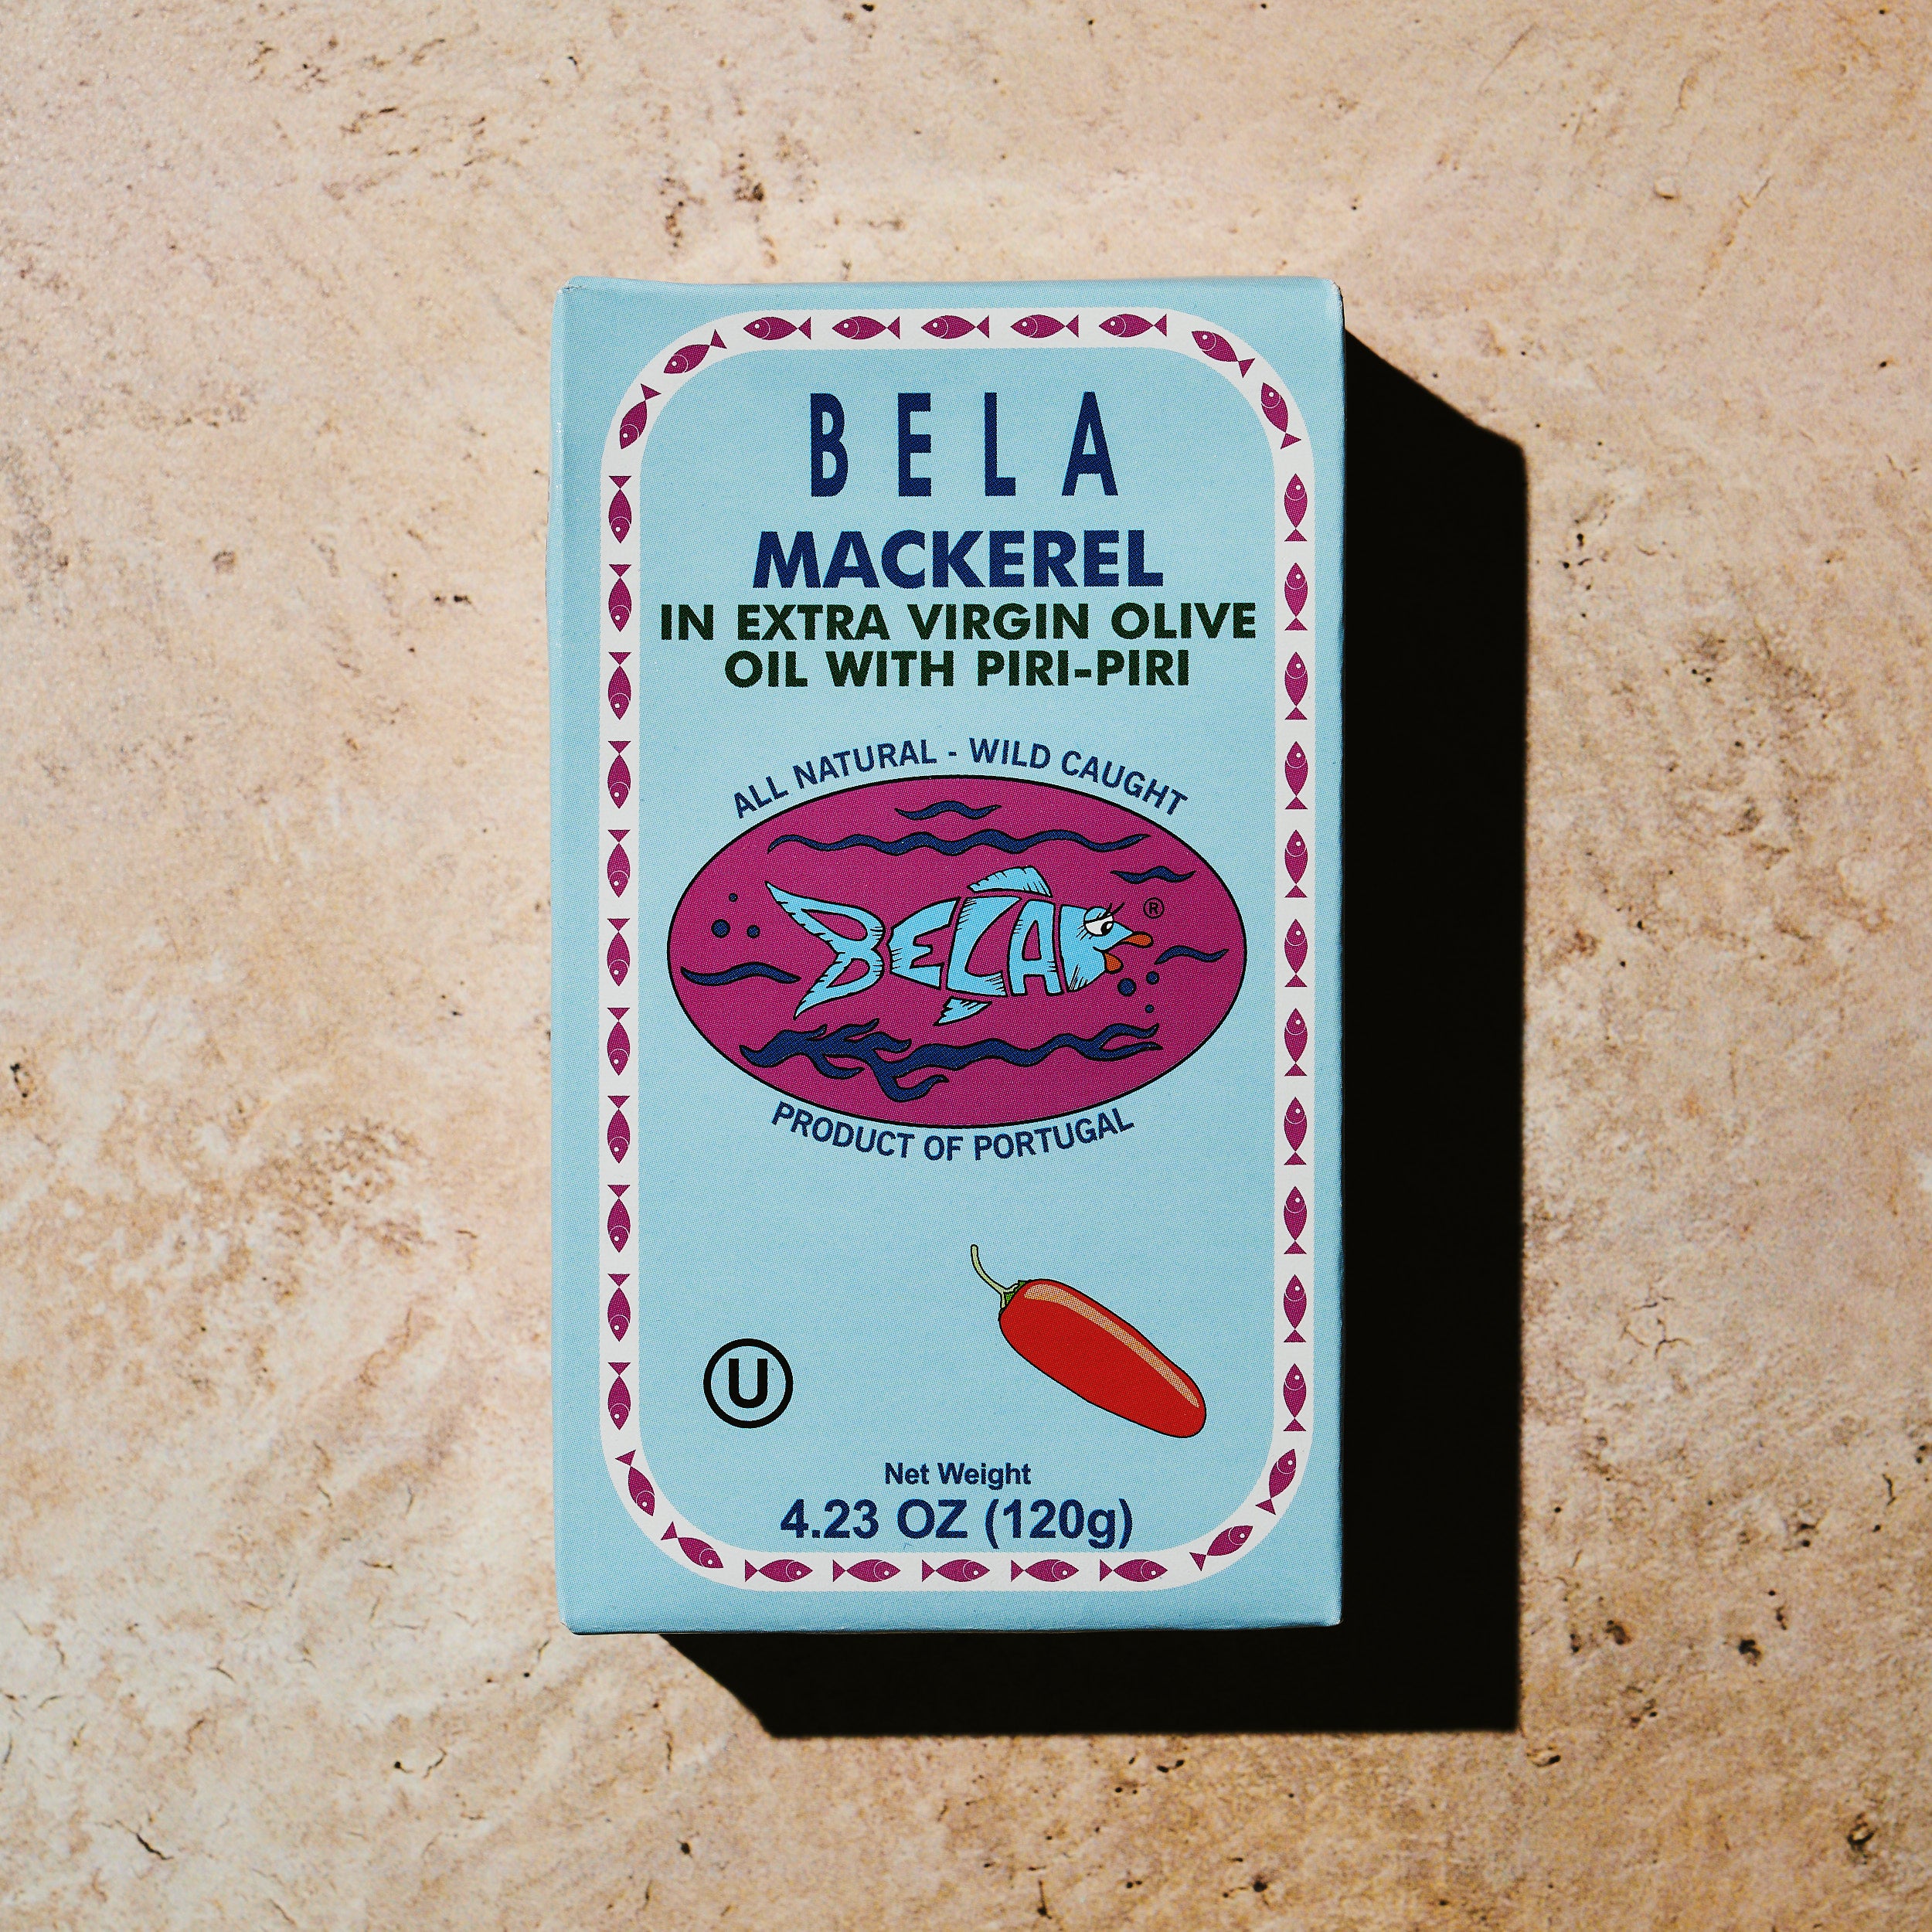 BELA
MACKEREL
IN EXTRA VIRGIN OLIVE
OIL WITH PIRI-PIRI
ALL NATURAL - WILD CAUGHT
BELA ®
PRODUCT OF PORTUGAL
U
Net Weight
4.23 OZ (120g)